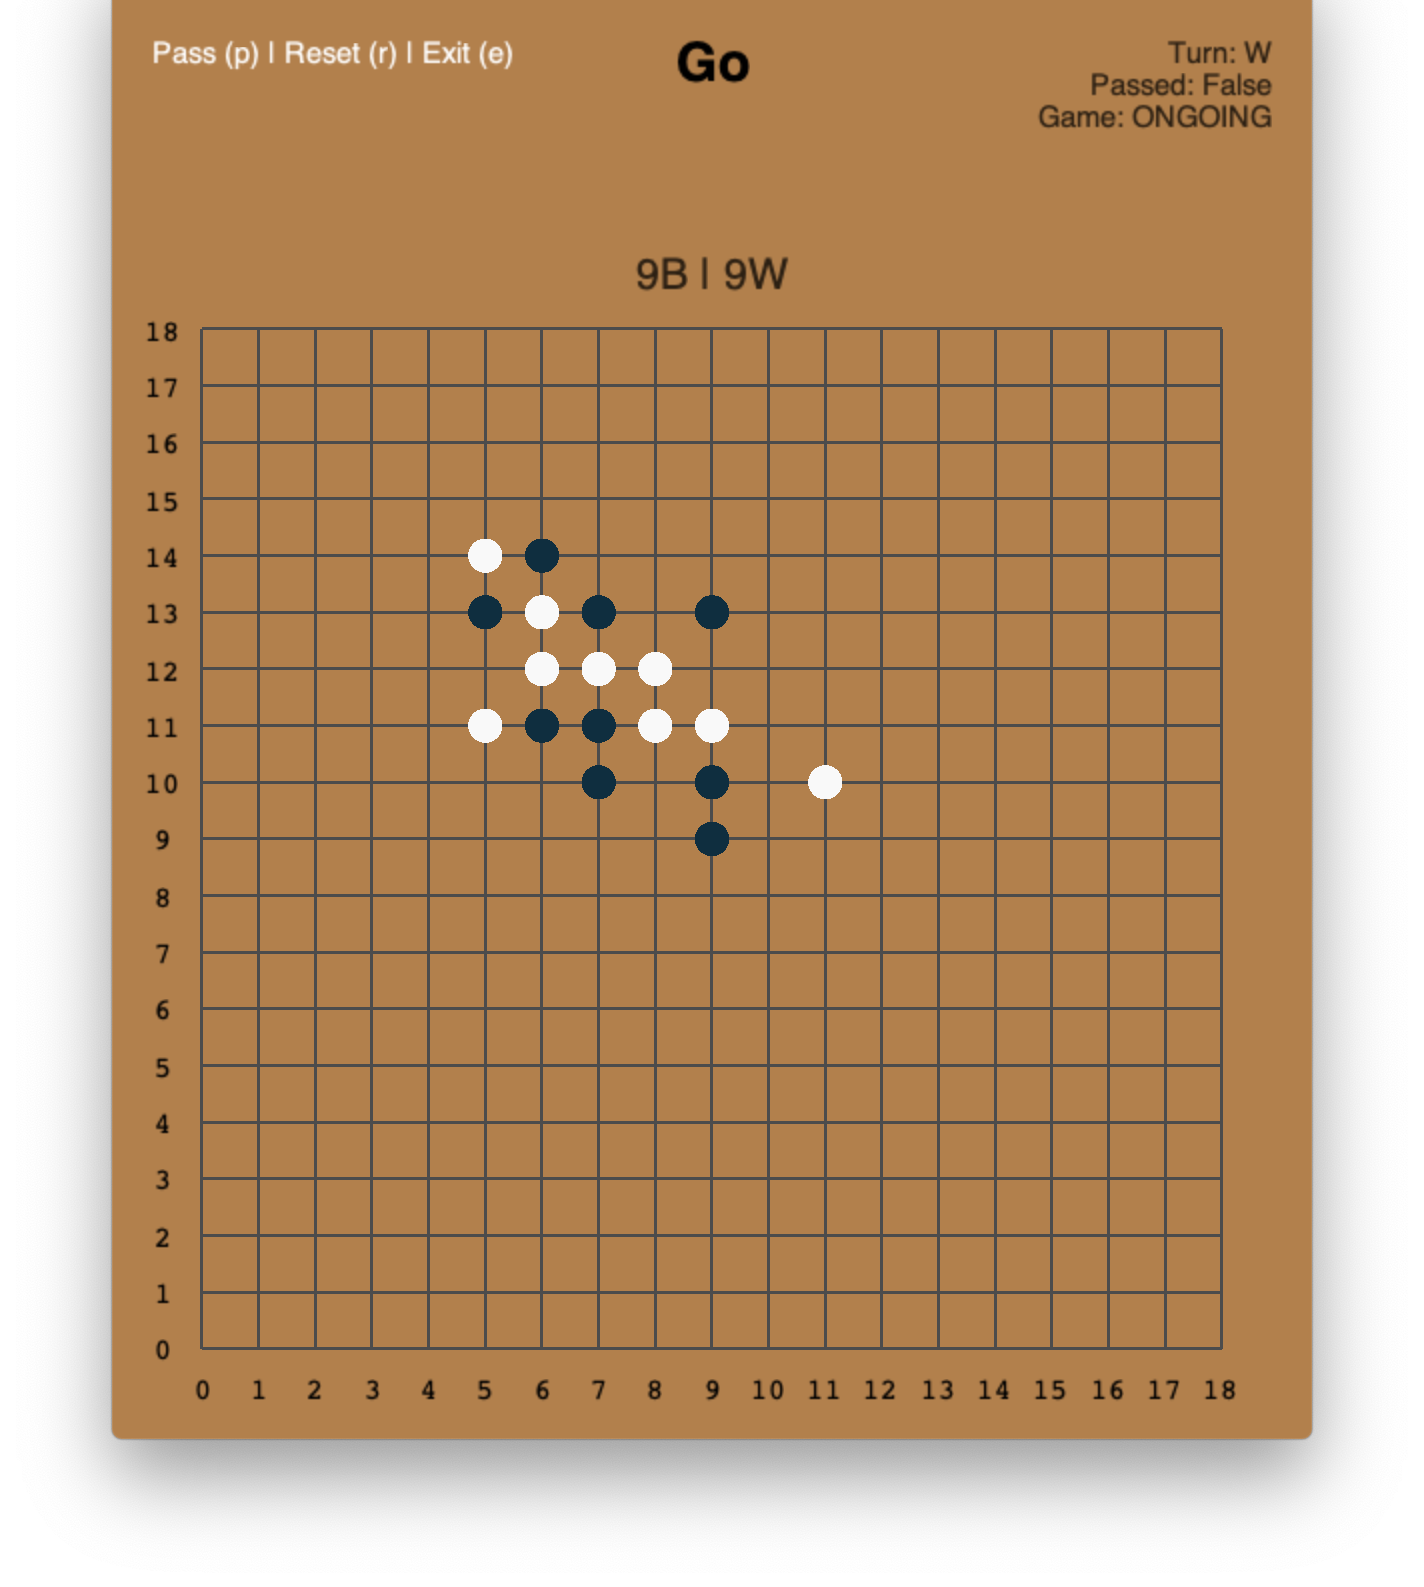 Pass (p) | Reset (r) | Exit (e)
Go
Turn: W
Passed: False
Game: ONGOING
9B | 9W
18
17
16
15
14
13
12
11
10
9
8
7
6
5
4
3
2
1
0
0 1 2 3 4 5 6 7 8 9 10 11 12 13 14 15 16 17 18